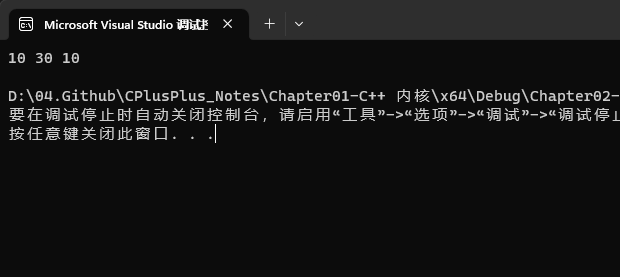 Microsoft Visual Studio 调试
10 30 10
D:\04.Github\CPlusPlus_Notes\Chapter01-C++ 内核\x64\Debug\Chapter02-
要在调试停止时自动关闭控制台，请启用“工具”->“选项”->“调试”->“调试停止
按任意键关闭此窗口. . .